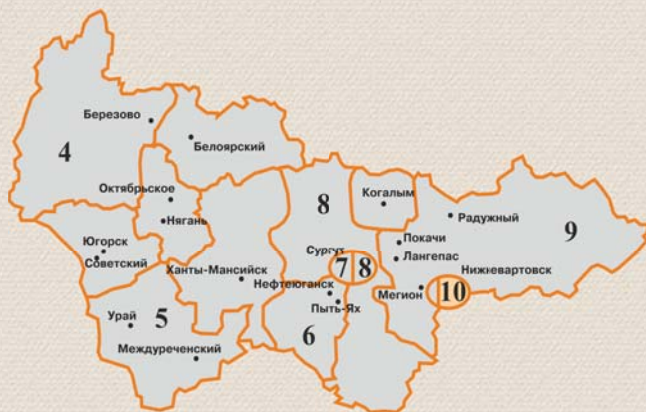 Березово
4
Белоярский
Октябрьское
Когалым
8
Нягань
Радужный
9
Покачи
Югорск
Сургут
Советский
7 8
Лангепас
Ханты-Мансийск
Нижневартовск
Нефтеюганск
Мегион
10
Пыть-Ях
Урай
5
6
Междуреченский